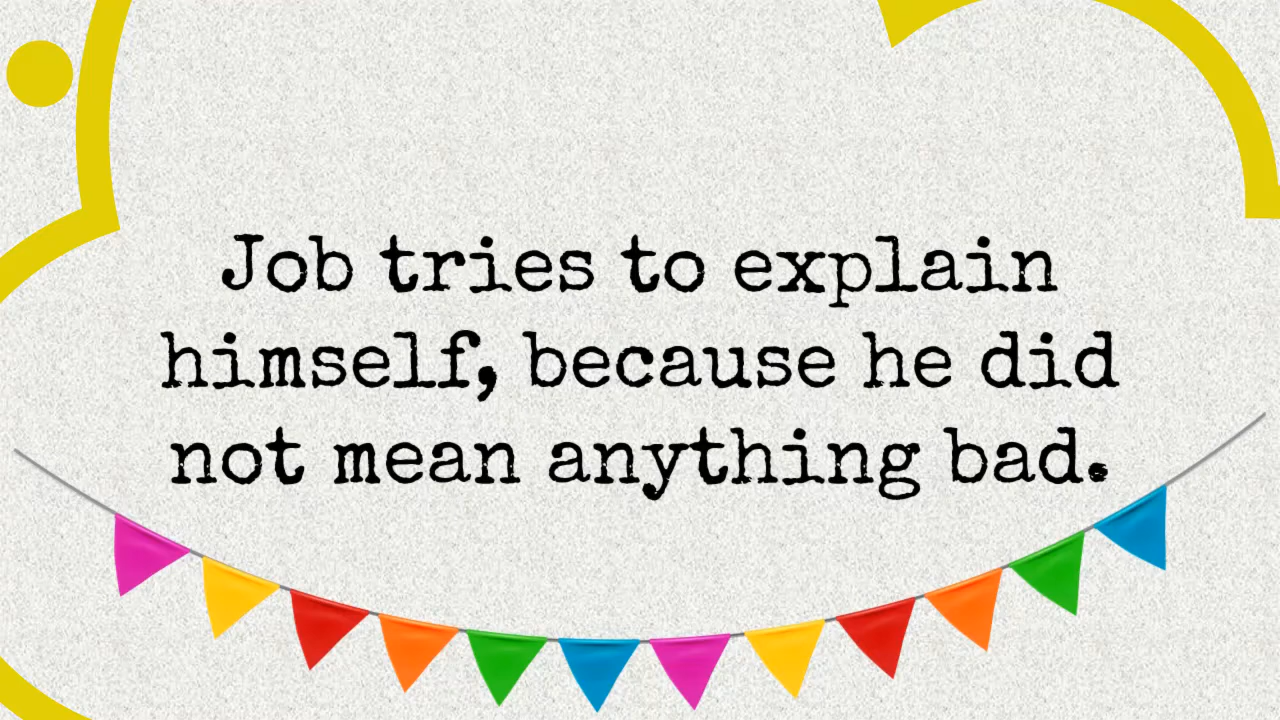 Job tries to explain
himself, because he did
not mean anything bad.